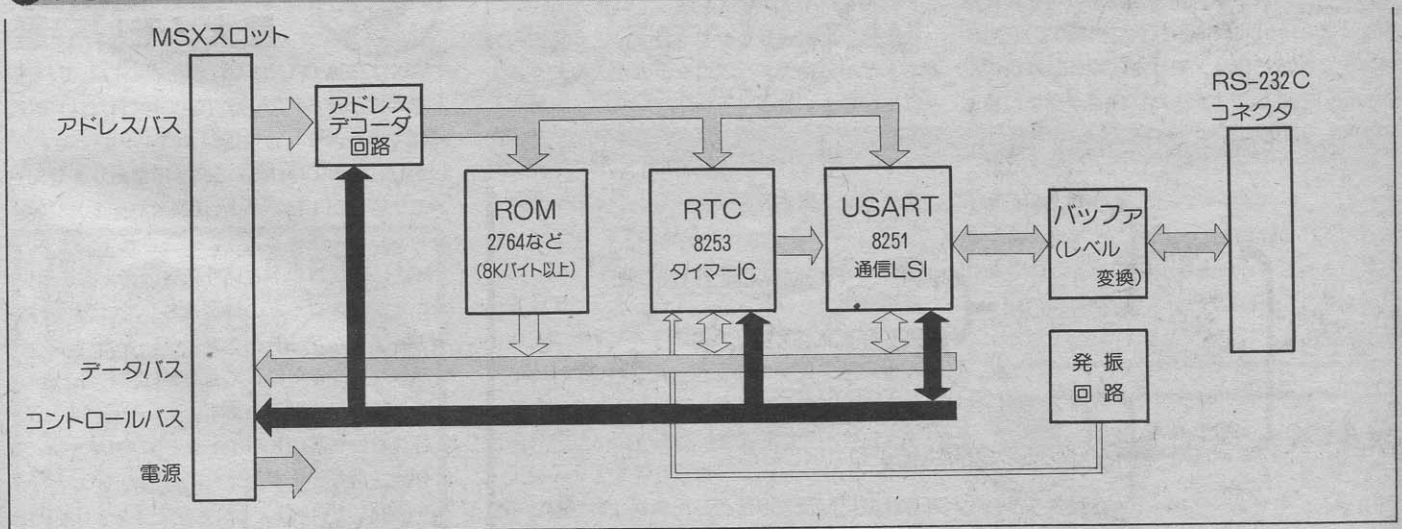 MSXスロット
アドレスバス
アドレス
デコーダ
回路
ROM
2764など
(8Kバイト以上)
RTC
8253
タイマーIC
USART
8251
通信LSI
バッファ
(レベル
変換)
RS-232C
コネクタ
データバス
コントロールバス
電源
発振
回路